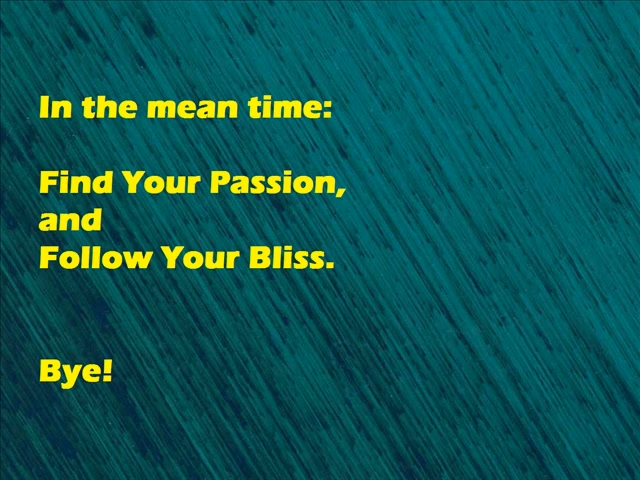 In the mean time:
Find Your Passion,
and
Follow Your Bliss.
Bye!